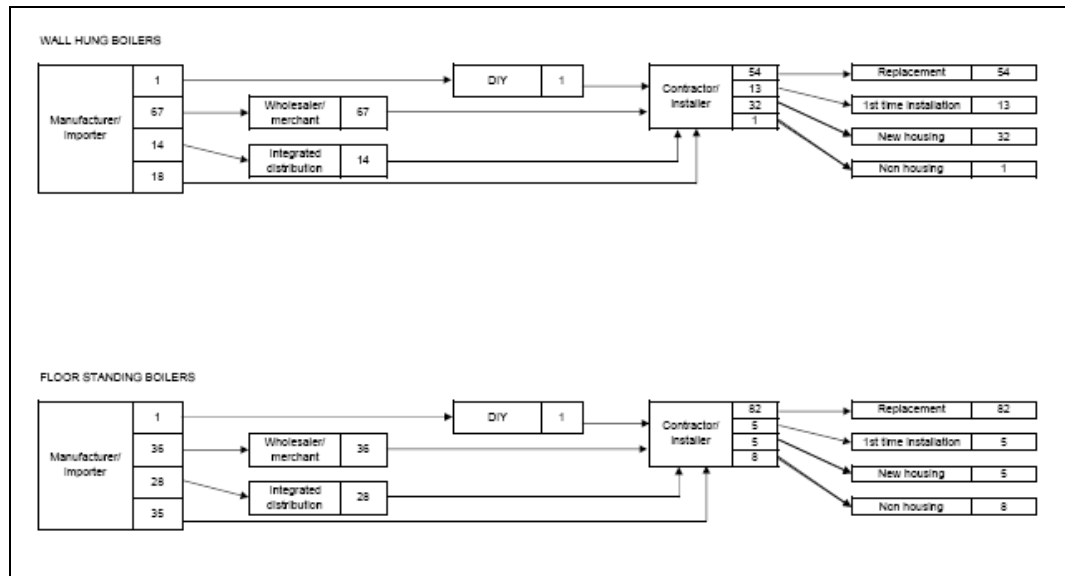 WALL HUNG BOILERS
Manufacturer/
Importer
1
67
14
18
Wholesaler/
merchant
67
Integrated
distribution
14
DIY
1
Contractor/
Installer
54
13
32
1
Replacement
54
1st time Installation
13
New housing
32
Non housing
1
FLOOR STANDING BOILERS
Manufacturer/
Importer
1
36
28
35
Wholesaler/
merchant
36
Integrated
distribution
28
DIY
1
Contractor/
Installer
82
5
5
8
Replacement
82
1st time Installation
5
New housing
5
Non housing
8